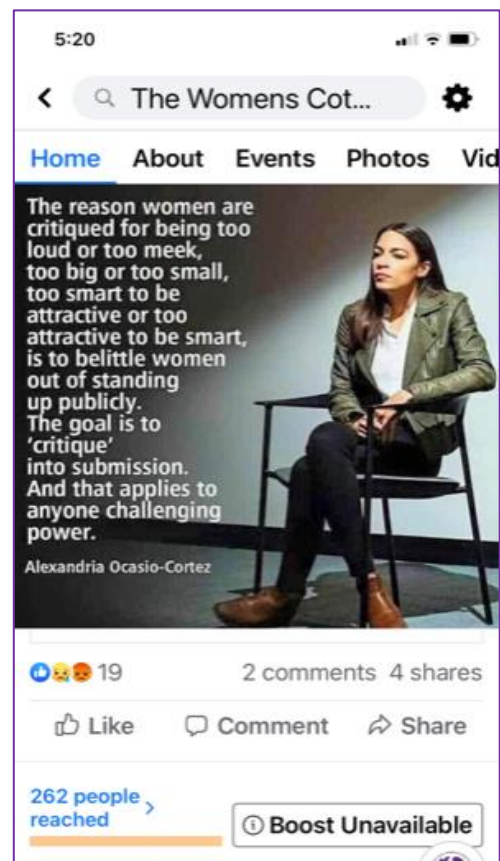 5:20
The Womens Cot...
Home About Events Photos Vid
The reason women are
critiqued for being too
loud or too meek,
too big or too small,
too smart to be
attractive or too
attractive to be smart,
is to belittle women
out of standing
up publicly.
The goal is to
'critique'
into submission.
And that applies to
anyone challenging
power.
Alexandria Ocasio-Cortez
19 2 comments 4 shares
Like Comment Share
262 people
reached
Boost Unavailable